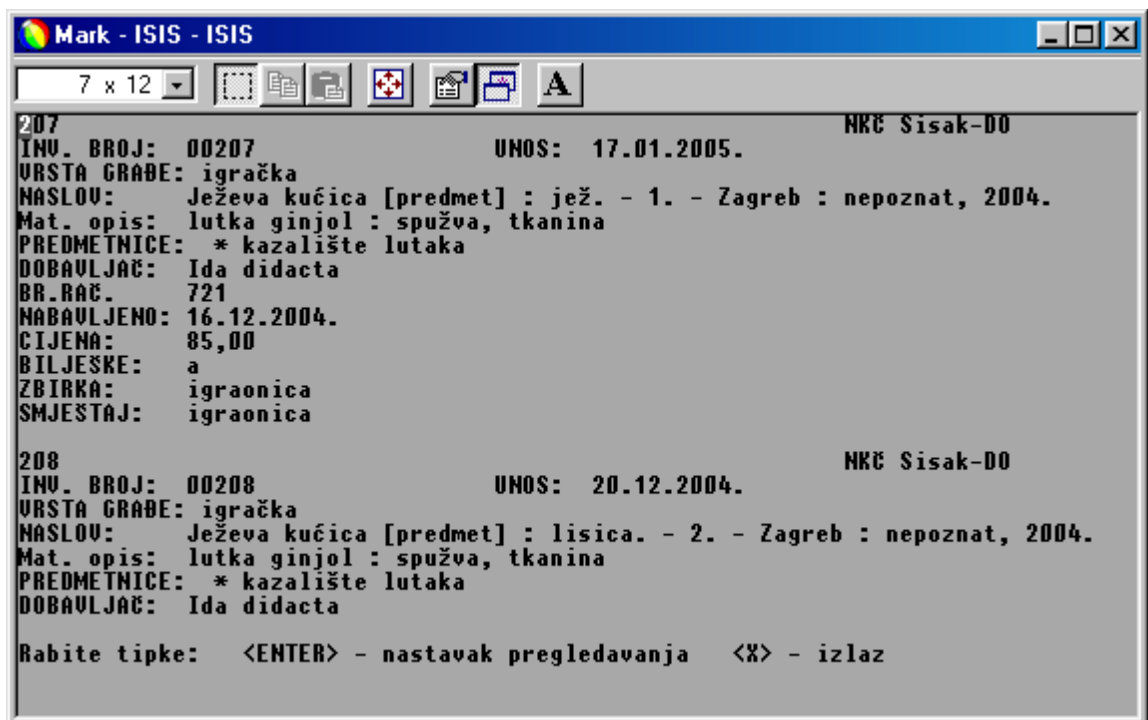 Mark - ISIS - ISIS
7 x 12
A
207 NKČ Sisak-DO
INV. BROJ: 00207 UNOS: 17.01.2005.
VRSTA GRAĐE: igračka
NASLOV: Ježeva kućica [predmet] : jež. - 1. - Zagreb : nepoznat, 2004.
Mat. opis: lutka ginjol : spužva, tkanina
PREDMETNICE: * kazalište lutaka
DOBAVLJAČ: Ida didacta
BR.RAČ. 721
NABAVLJENO: 16.12.2004.
CIJENA: 85,00
BILJEŠKE: a
ZBIRKA: igraonica
SMJEŠTAJ: igraonica
208 NKČ Sisak-DO
INV. BROJ: 00208 UNOS: 20.12.2004.
VRSTA GRAĐE: igračka
NASLOV: Ježeva kućica [predmet] : lisica. - 2. - Zagreb : nepoznat, 2004.
Mat. opis: lutka ginjol : spužva, tkanina
PREDMETNICE: * kazalište lutaka
DOBAVLJAČ: Ida didacta
Rabite tipke: <ENTER> - nastavak pregledavanja <X> - izlaz